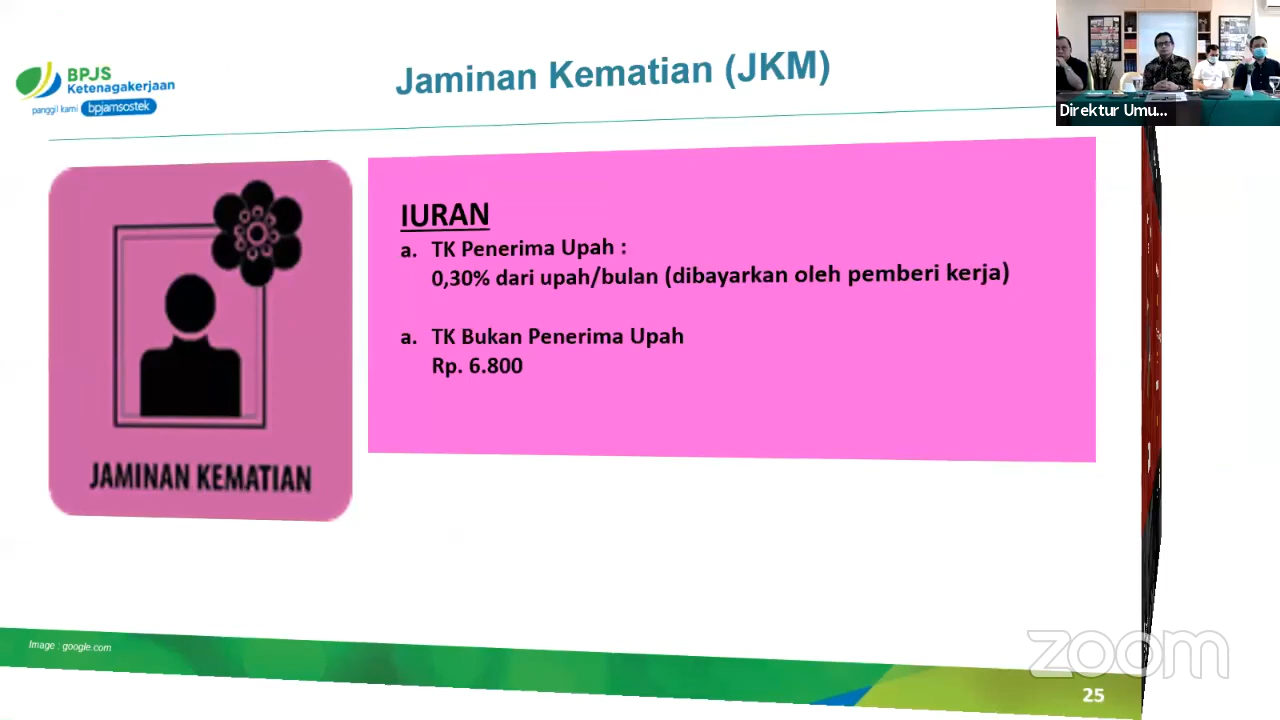 BPJS
Ketenagakerjaan
panggil kami bpjamsostek
Jaminan Kematian (JKM)
Direktur Umu...
IURAN
a. TK Penerima Upah :
0,30% dari upah/bulan (dibayarkan oleh pemberi kerja)
a. TK Bukan Penerima Upah
Rp. 6.800
JAMINAN KEMATIAN
Image : google.com
zoom
25